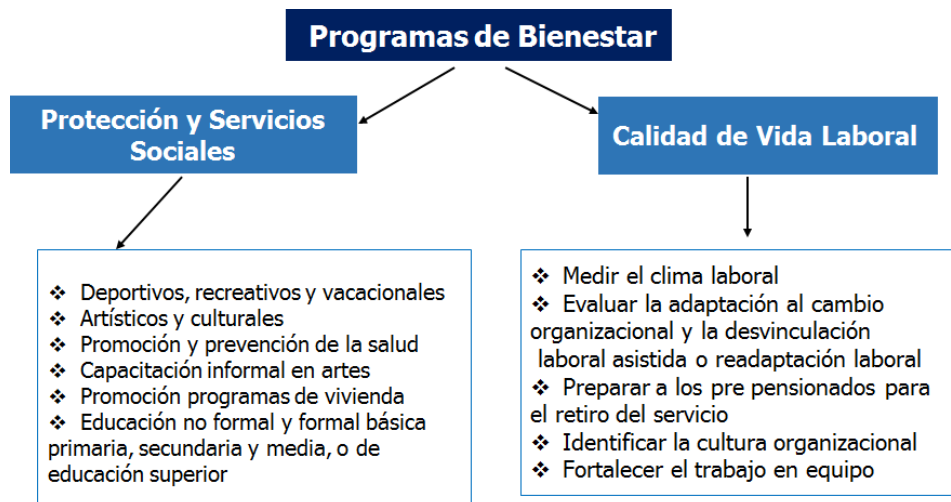 Programas de Bienestar
Protección y Servicios
Sociales
Calidad de Vida Laboral
❖ Deportivos, recreativos y vacacionales
❖ Artísticos y culturales
❖ Promoción y prevención de la salud
❖ Capacitación informal en artes
❖ Promoción programas de vivienda
❖ Educación no formal y formal básica
primaria, secundaria y media, o de
educación superior
❖ Medir el clima laboral
❖ Evaluar la adaptación al cambio
organizacional y la desvinculación
laboral asistida o readaptación laboral
❖ Preparar a los pre pensionados para
el retiro del servicio
❖ Identificar la cultura organizacional
❖ Fortalecer el trabajo en equipo